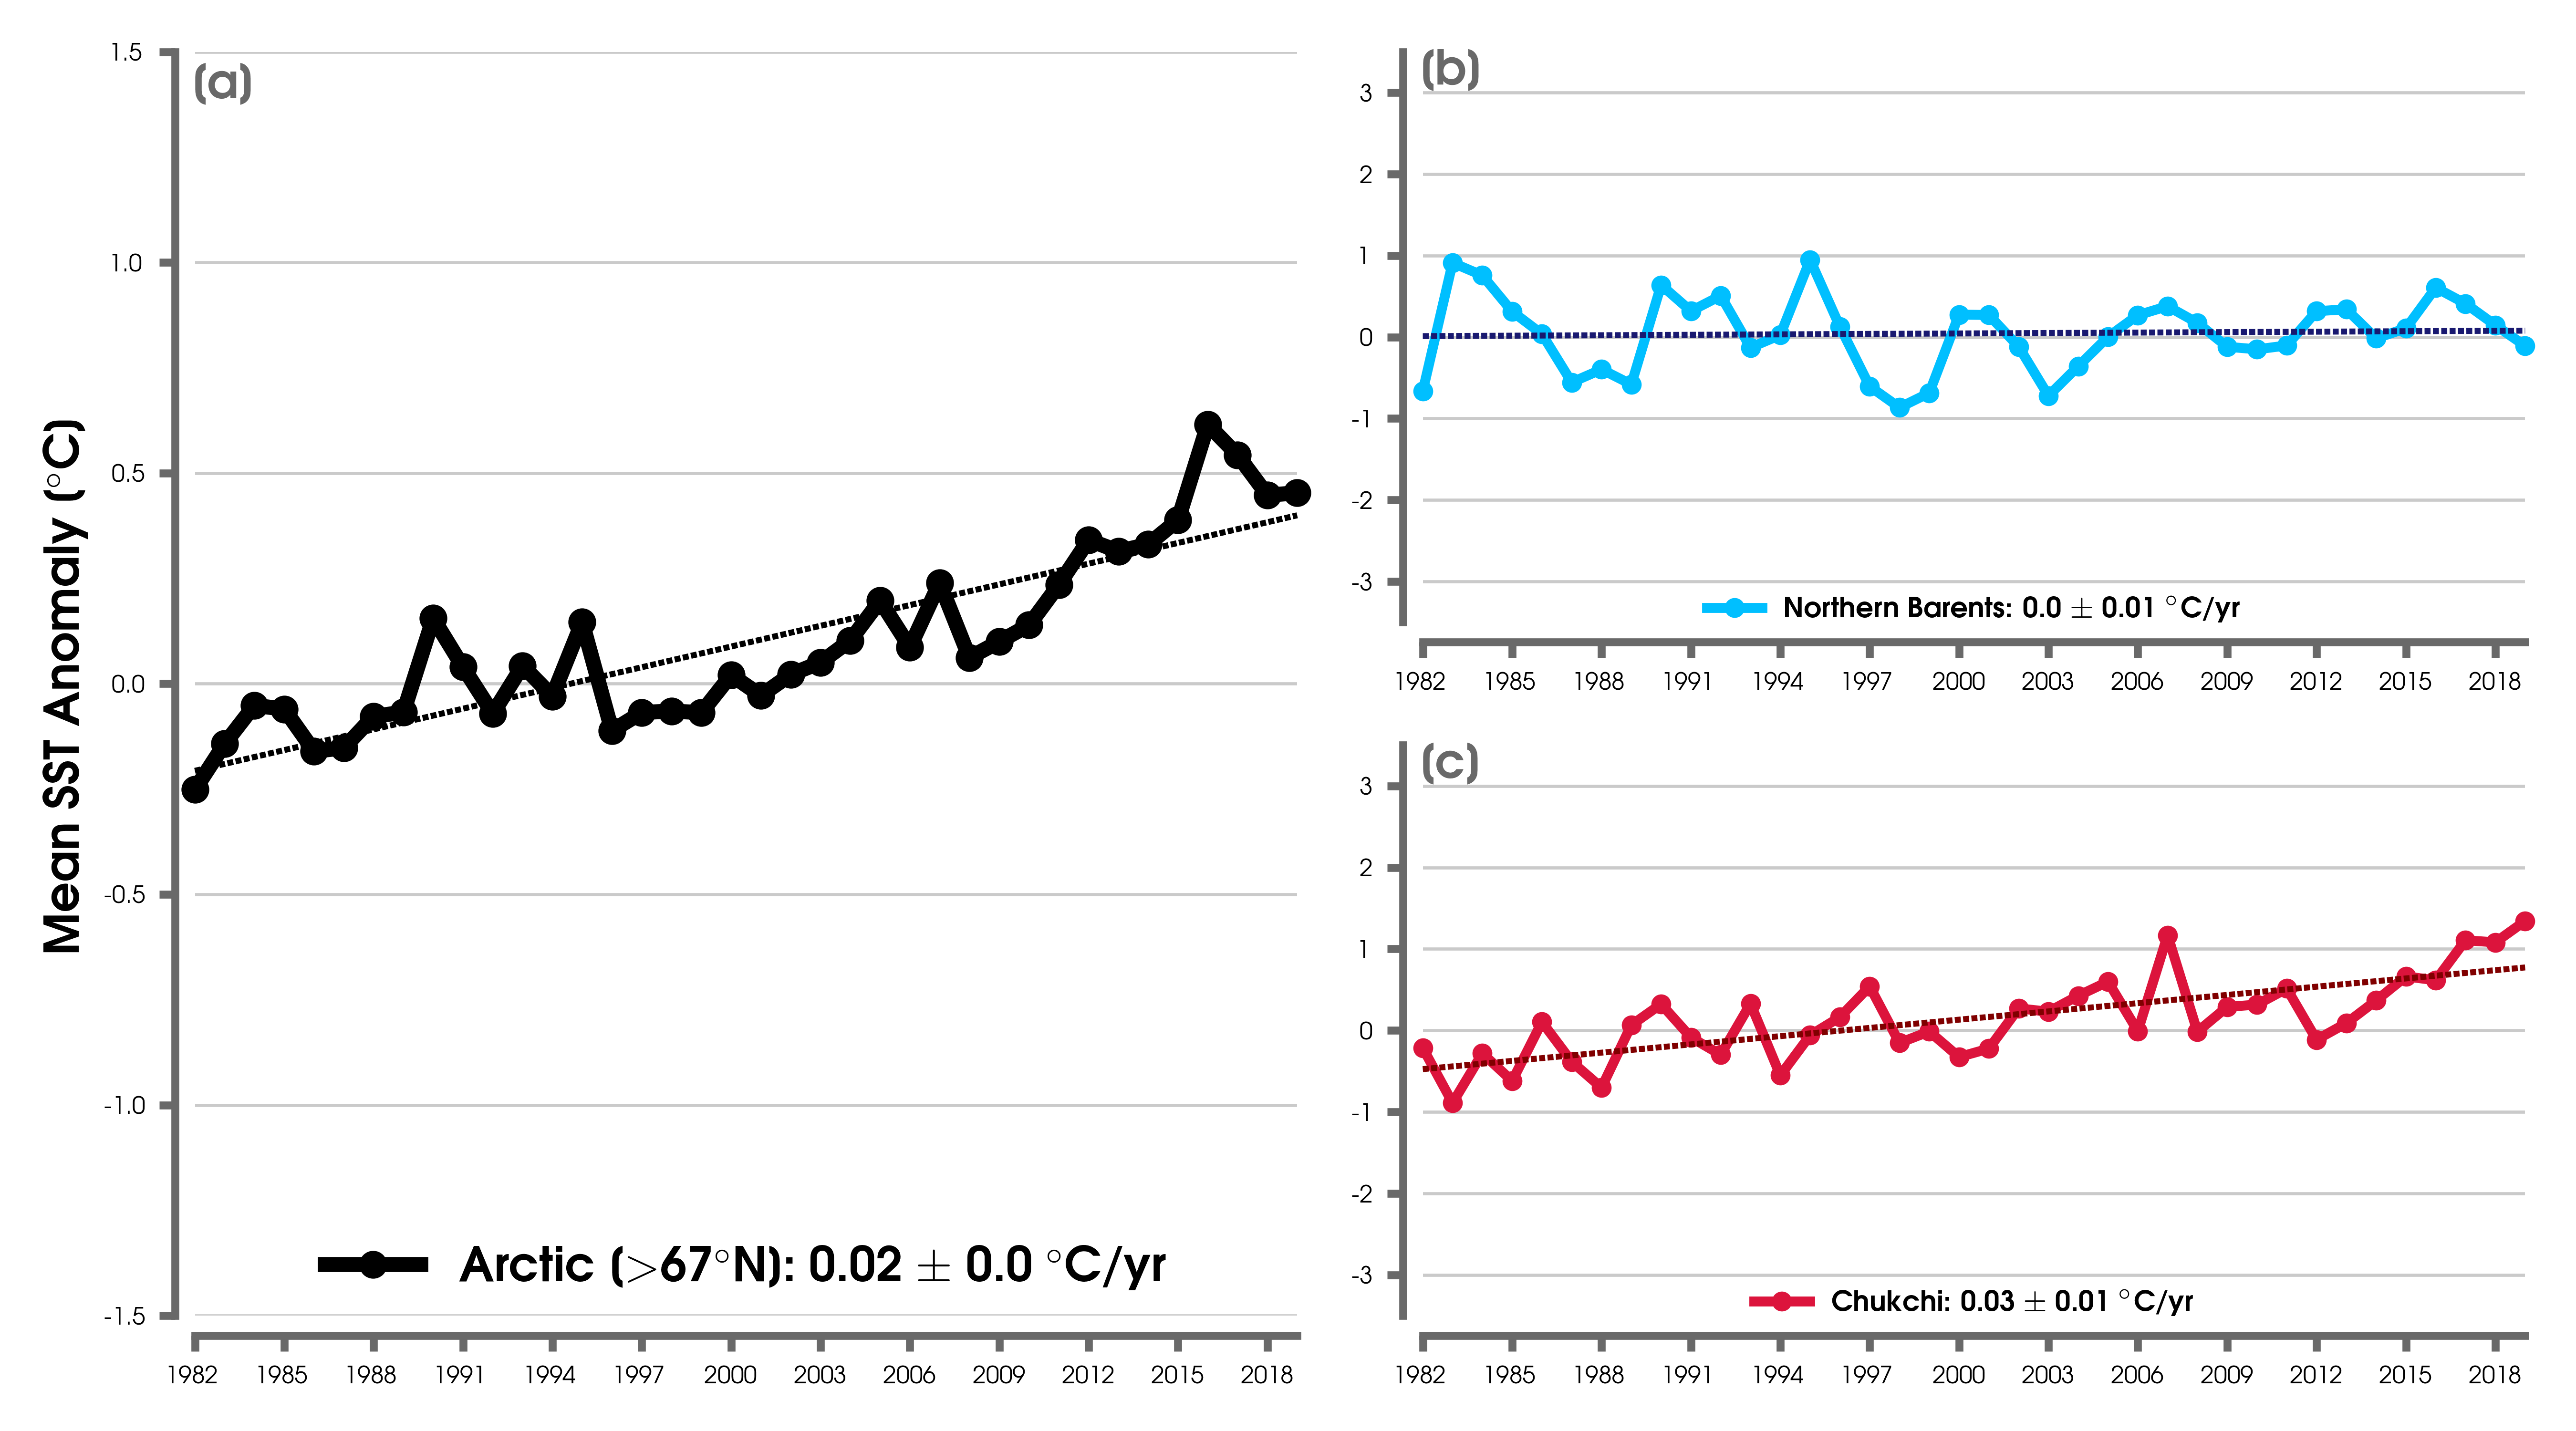 Mean SST Anomaly (°C)
(a)
1.5
1.0
0.5
0.0
-0.5
-1.0
-1.5
Arctic (>67°N): 0.02 ± 0.0 °C/yr
1982 1985 1988 1991 1994 1997 2000 2003 2006 2009 2012 2015 2018
(b)
3
2
1
0
-1
-2
-3
Northern Barents: 0.0 ± 0.01 °C/yr
1982 1985 1988 1991 1994 1997 2000 2003 2006 2009 2012 2015 2018
(c)
3
2
1
0
-1
-2
-3
Chukchi: 0.03 ± 0.01 °C/yr
1982 1985 1988 1991 1994 1997 2000 2003 2006 2009 2012 2015 2018